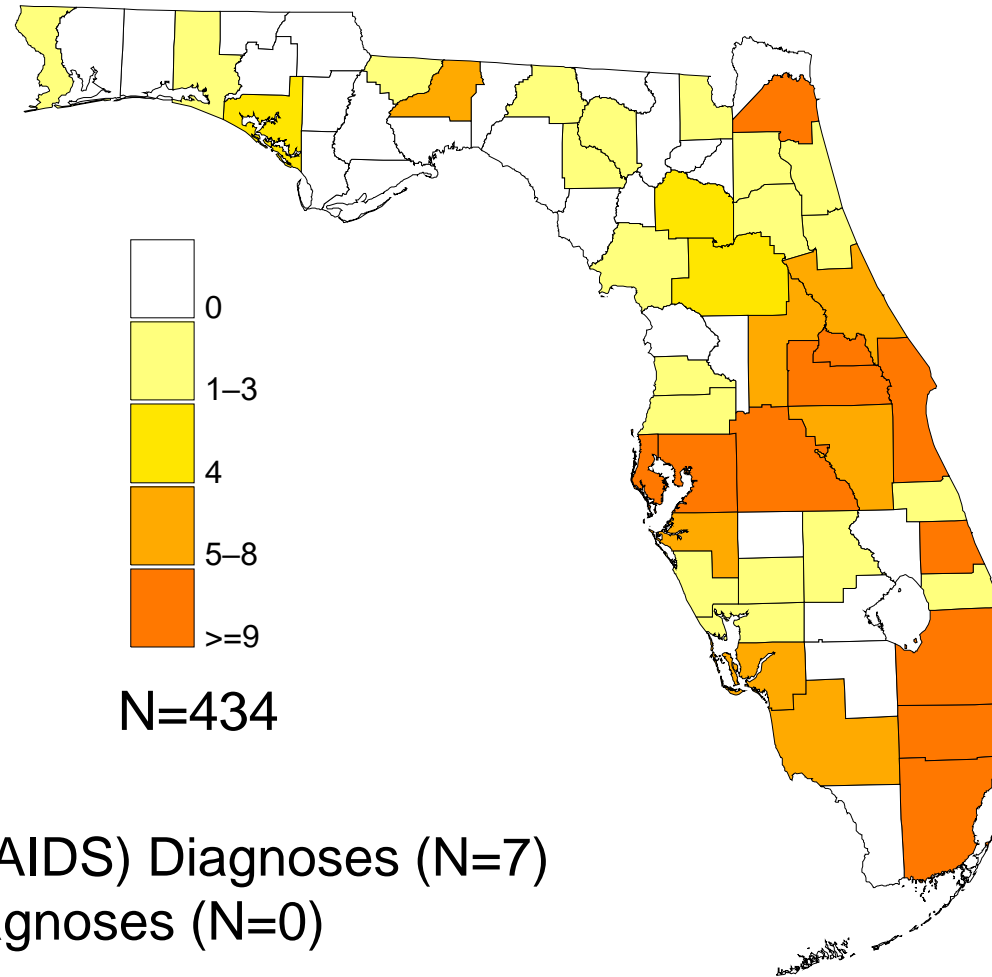 0
1–3
4
5–8
>=9
N=434
AIDS) Diagnoses (N=7)
gnoses (N=0)